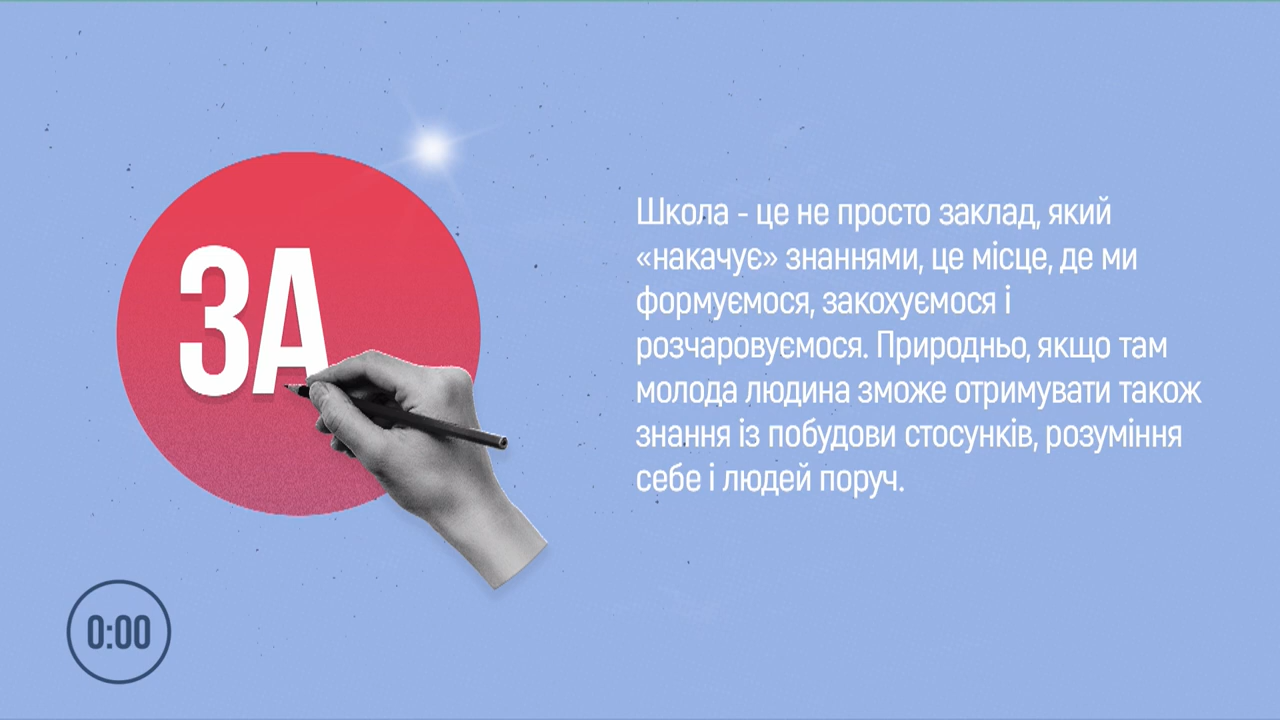 ЗА
Школа - це не просто заклад, який
«накачує» знаннями, це місце, де ми
формуємося, закохуємося і
розчаровуємося. Природньо, якщо там
молода людина зможе отримувати також
знання із побудови стосунків, розуміння
себе і людей поруч.
0:00